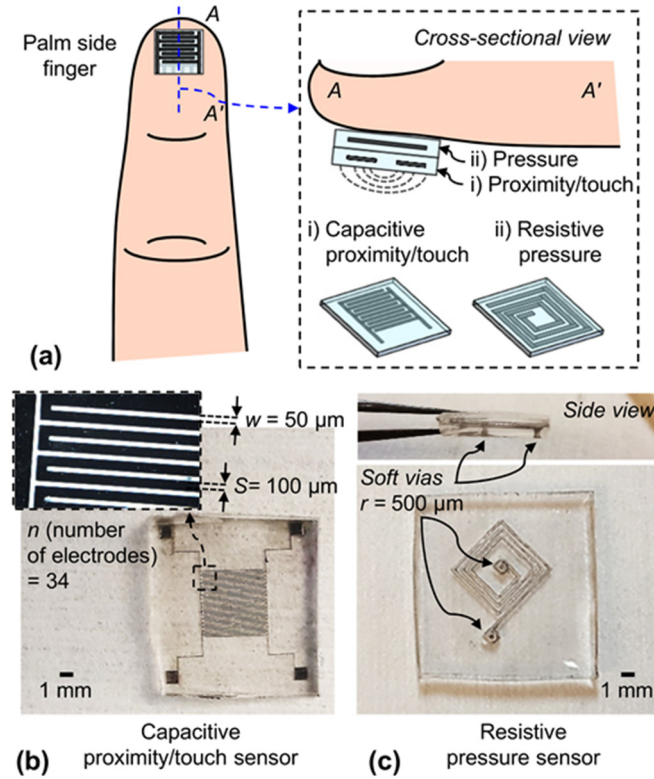 A
Palm side
finger
A'
(a)
Cross-sectional view
A
A'
ii) Pressure
i) Proximity/touch
i) Capacitive
proximity/touch
ii) Resistive
pressure
w = 50 µm
S= 100 µm
n (number
of electrodes)
= 34
1 mm
Capacitive
(b) proximity/touch sensor
Side view
Soft vias
r = 500 µm
1 mm
Resistive
(c) pressure sensor